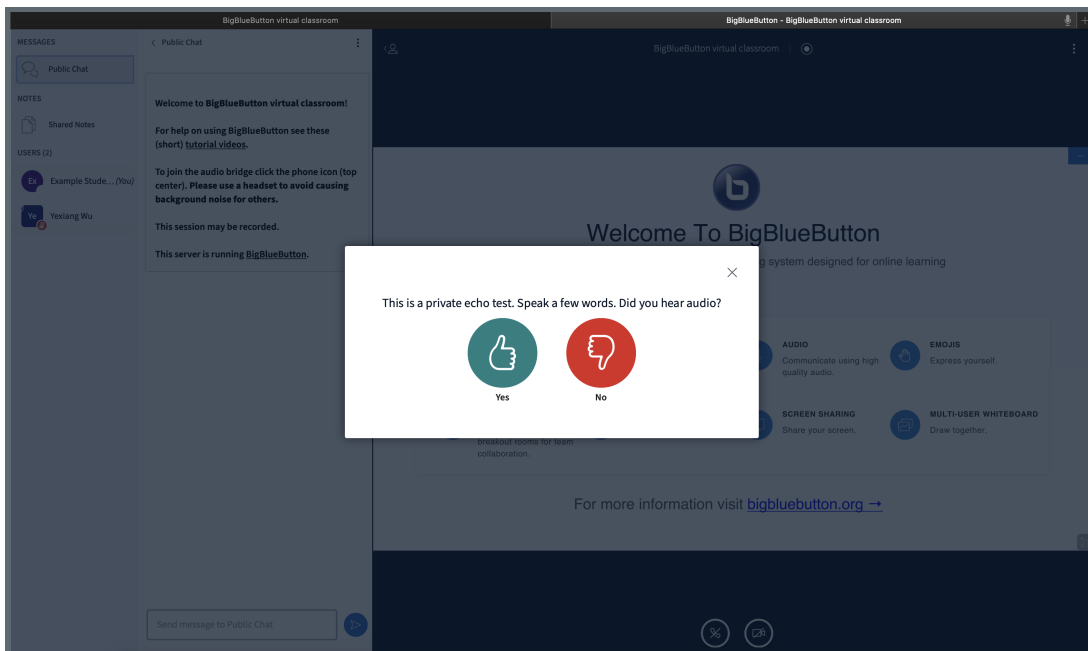 BigBlueButton virtual classroom
BigBlueButton - BigBlueButton virtual classroom
MESSAGES
Public Chat
NOTES
Shared Notes
USERS (2)
Ex
Example Stude... (You)
Ye
Yexiang Wu
Public Chat
Welcome to BigBlueButton virtual classroom!
For help on using BigBlueButton see these
(short) tutorial videos.
To join the audio bridge click the phone icon (top
center). Please use a headset to avoid causing
background noise for others.
This session may be recorded.
This server is running BigBlueButton.
Send message to Public Chat
BigBlueButton virtual classroom
Welcome To BigBlueButton
system designed for online learning
This is a private echo test. Speak a few words. Did you hear audio?
Yes
No
AUDIO
Communicate using high
quality audio.
EMOJIS
Express yourself.
SCREEN SHARING
Share your screen.
MULTI-USER WHITEBOARD
Draw together.
breakout rooms for team
collaboration.
For more information visit bigbluebutton.org →